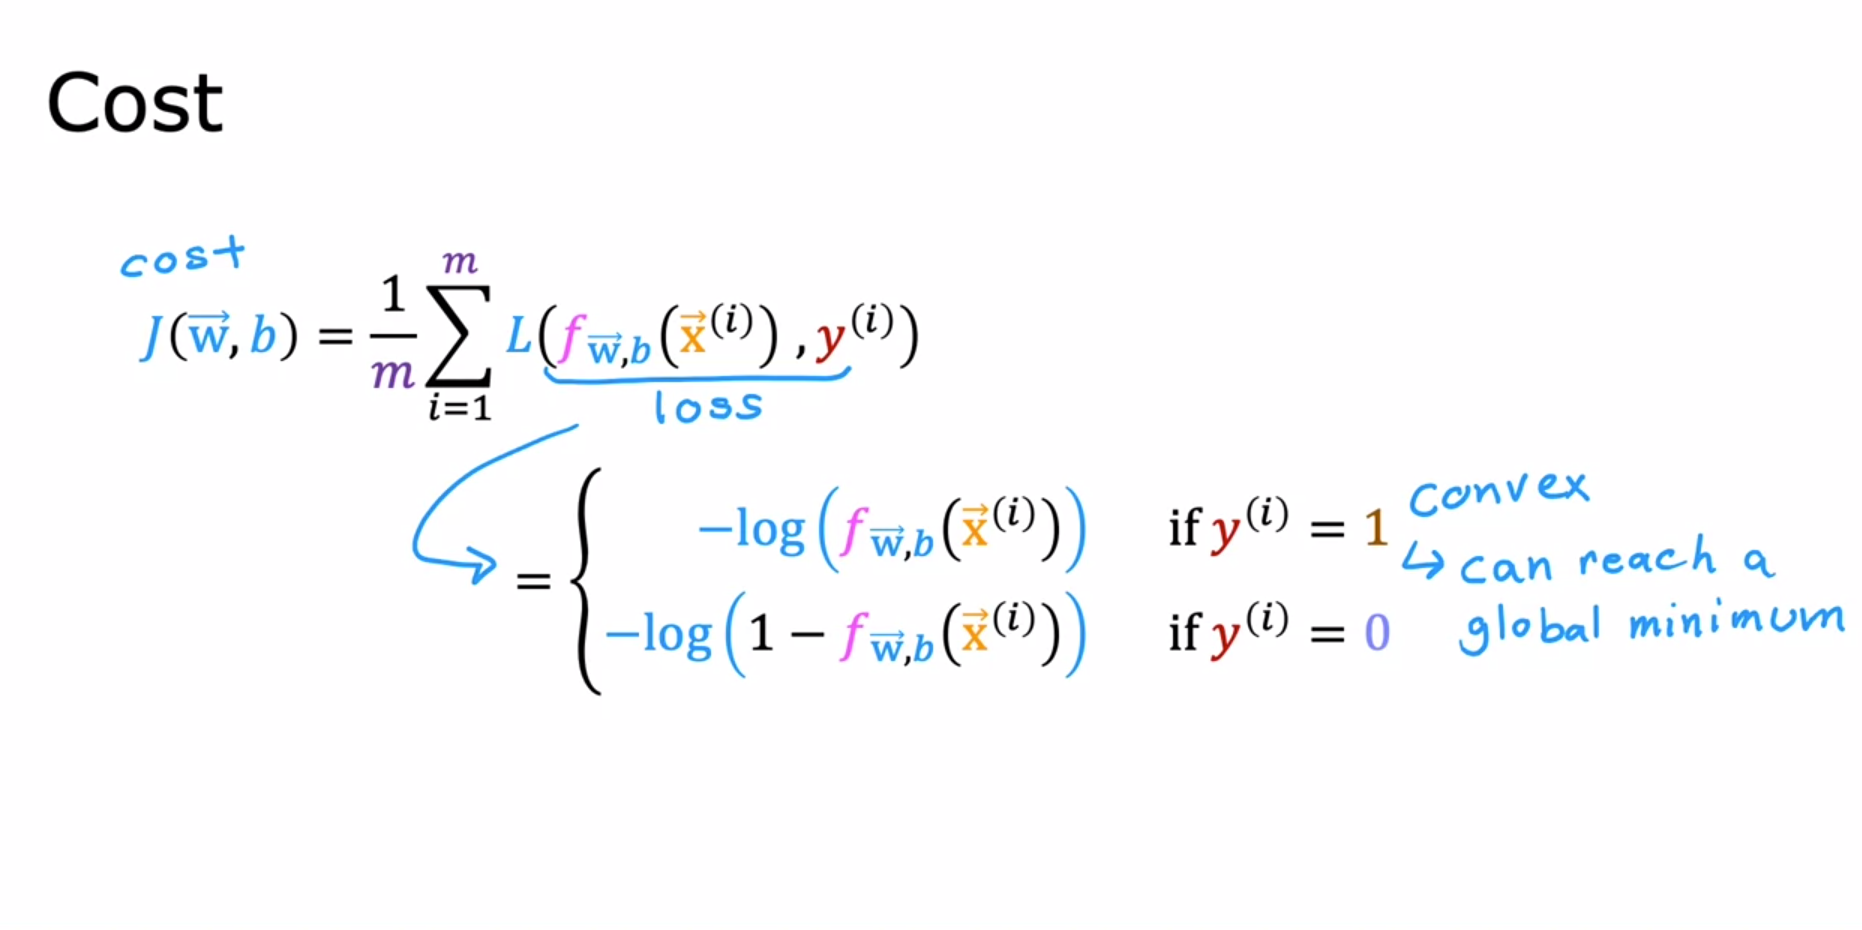 Cost
cost
J(w⃗, b) = 1/m ∑_{i=1}^{m} L(f_{w⃗,b}(x⃗^{(i)}), y^{(i)})
loss
= { −log(f_{w⃗,b}(x⃗^{(i)})) if y^{(i)} = 1
−log(1 − f_{w⃗,b}(x⃗^{(i)})) if y^{(i)} = 0
convex
↳ can reach a
global minimum